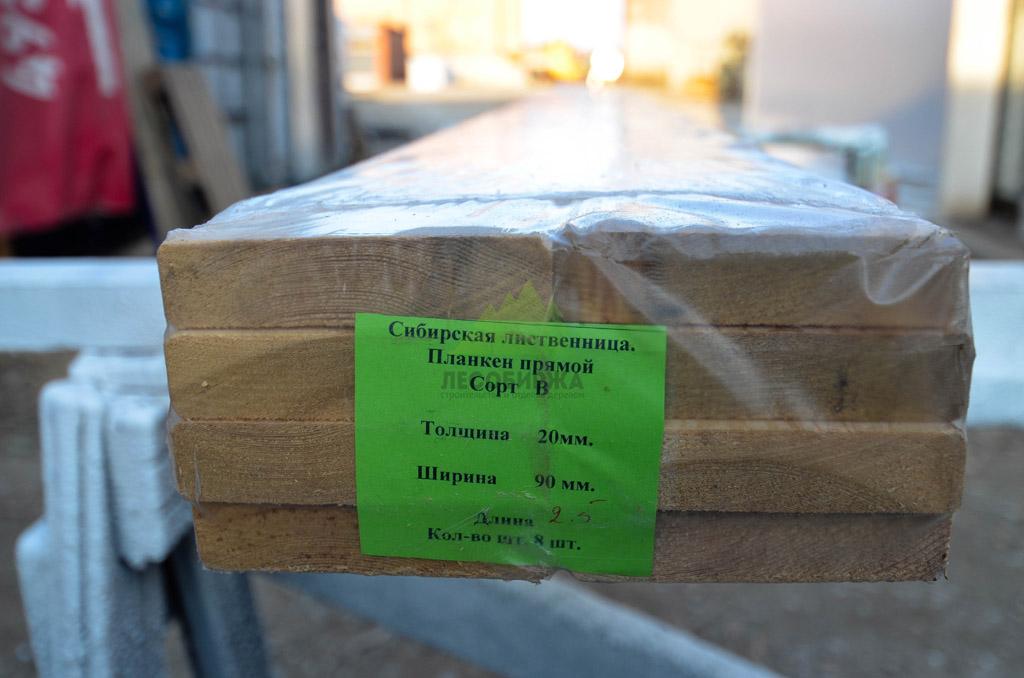 Сибирская лиственница.
Планкен прямой
Сорт В
ЛЕСОБИРЖА
Толщина 20мм.
Ширина 90 мм.
Длина 2.5
Кол-во шт. 8 шт.